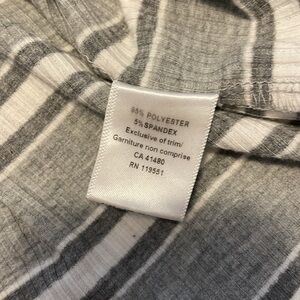 95% POLYESTER
5% SPANDEX
Exclusive of trim/
Garniture non comprise
CA 41480
RN 119551